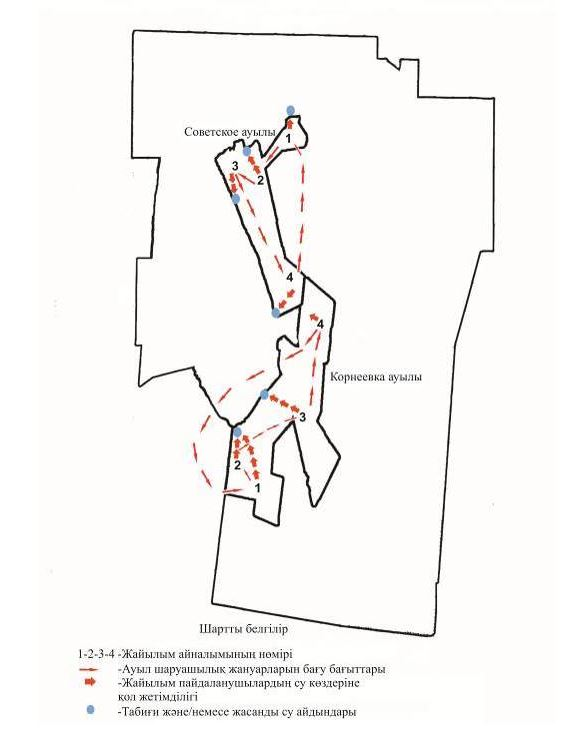 Советское ауылы
1
3
2
4
4
Корнеевка ауылы
3
2
1
Шартты белгілір
1-2-3-4 -Жайылым айналымының нөмірі
-Ауыл шаруашылық жануарларын бағу бағыттары
-Жайылым пайдаланушылардың су көздеріне
қол жетімділігі
-Табиғи және/немесе жасанды су айдындары